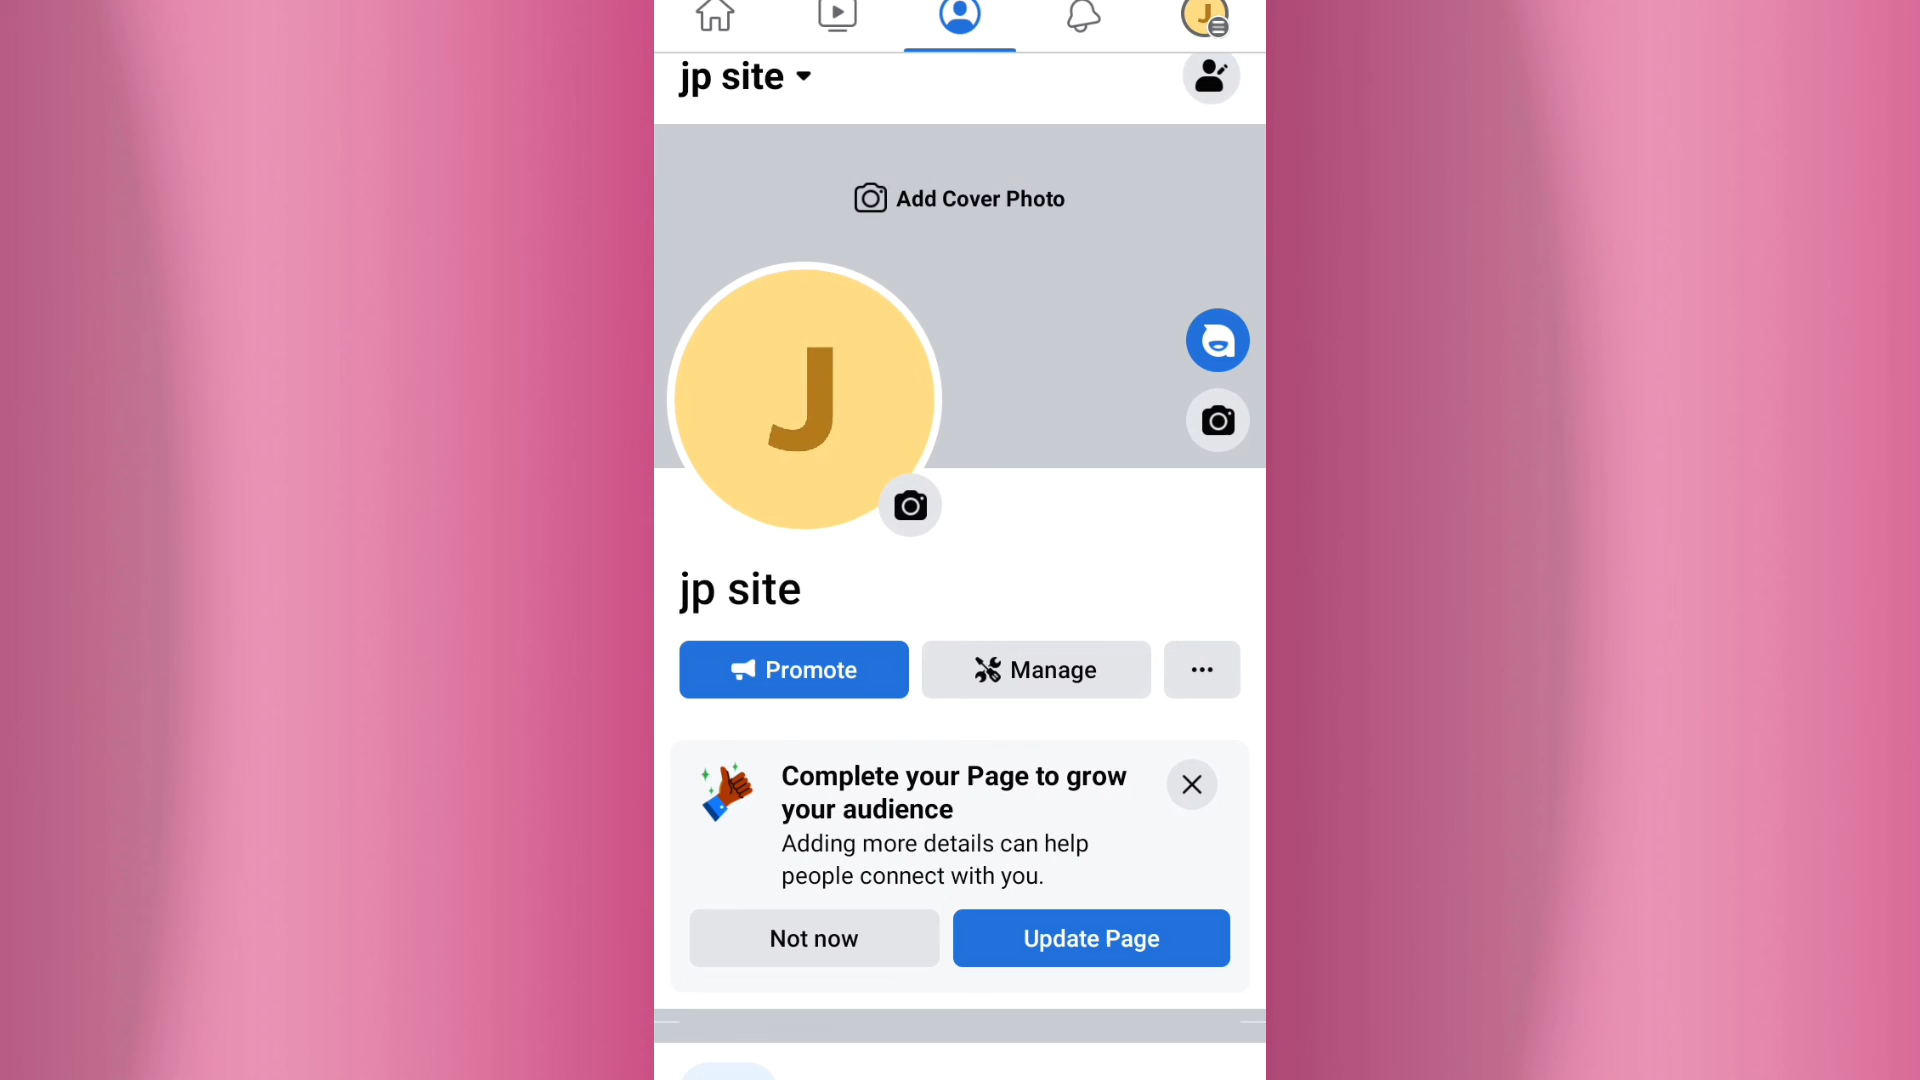 J
jp site
Add Cover Photo
J
jp site
Promote
Manage
Complete your Page to grow
your audience
Adding more details can help
people connect with you.
Not now
Update Page